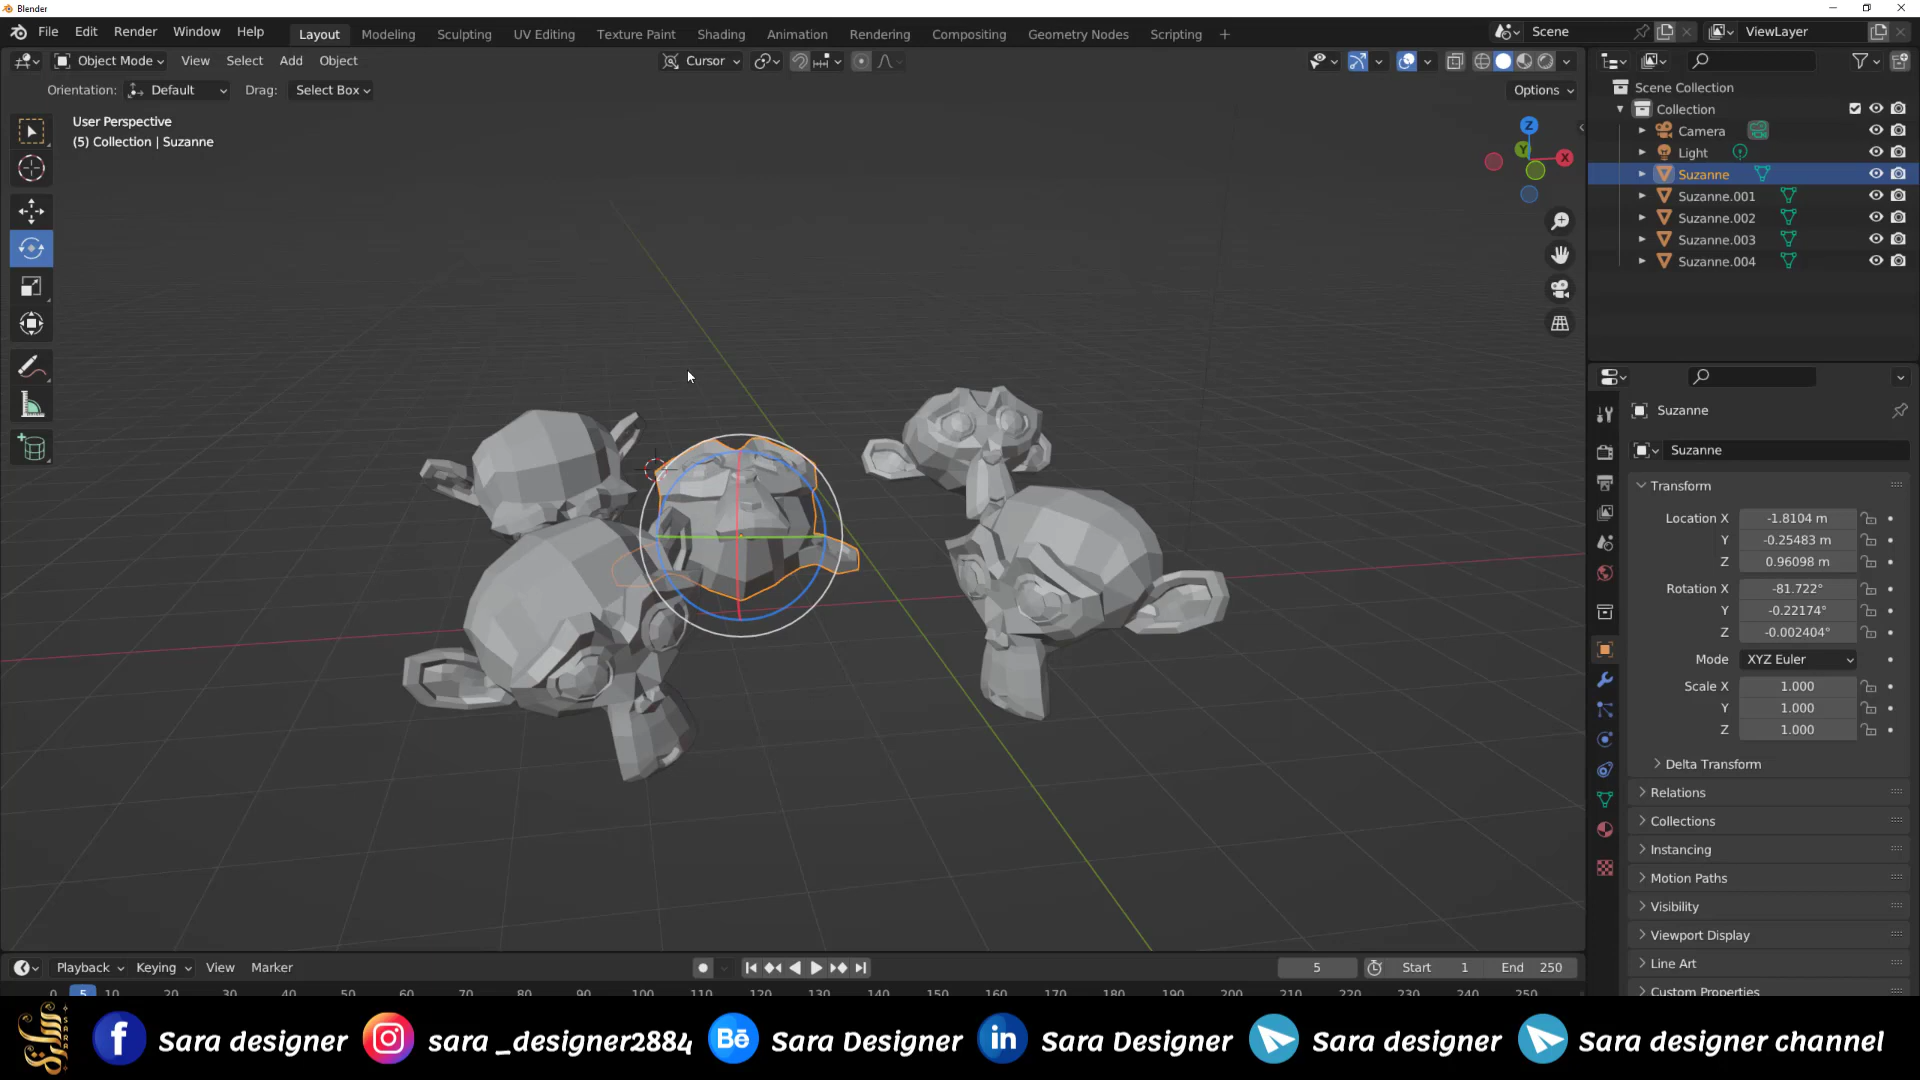 Blender
File Edit Render Window Help Layout Modeling Sculpting UV Editing Texture Paint Shading Animation Rendering Compositing Geometry Nodes Scripting + Scene ViewLayer
Object Mode View Select Add Object Cursor
Orientation: Default Drag: Select Box Options
User Perspective
(5) Collection | Suzanne
Z
Y
X
Scene Collection
Collection
Camera
Light
Suzanne
Suzanne.001
Suzanne.002
Suzanne.003
Suzanne.004
Suzanne
Suzanne
Transform
Location X -1.8104 m
Y -0.25483 m
Z 0.96098 m
Rotation X -81.722°
Y -0.22174°
Z -0.002404°
Mode XYZ Euler
Scale X 1.000
Y 1.000
Z 1.000
Delta Transform
Relations
Collections
Instancing
Motion Paths
Visibility
Viewport Display
Line Art
Custom Properties
Playback Keying View Marker 5 Start 1 End 250
0 5 10 20 30 40 50 60 70 80 90 100 110 120 130 140 150 160 170 180 190 200 210 220 230 240 250
f Sara designer sara _designer2884 Bē Sara Designer in Sara Designer Sara designer Sara designer channel